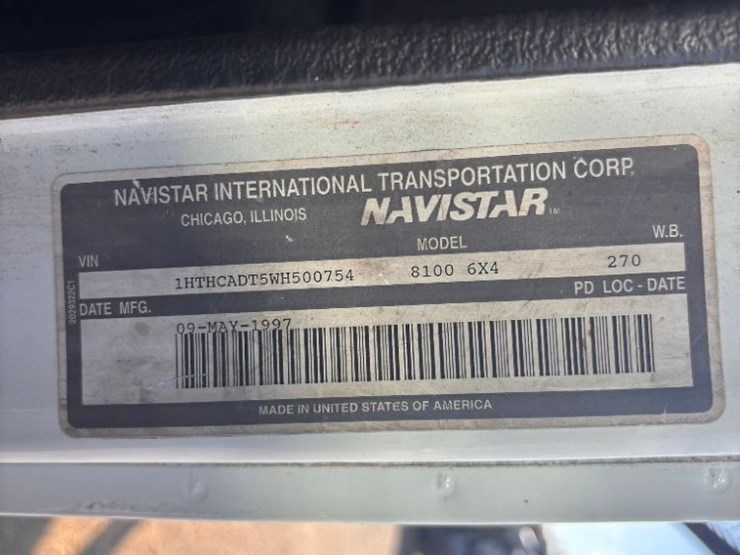 NAVISTAR INTERNATIONAL TRANSPORTATION CORP.
CHICAGO, ILLINOIS NAVISTAR TM
VIN MODEL W.B.
1HTHCADT5WH500754 8100 6X4 270
DATE MFG. PD LOC - DATE
09-MAY-1997
MADE IN UNITED STATES OF AMERICA